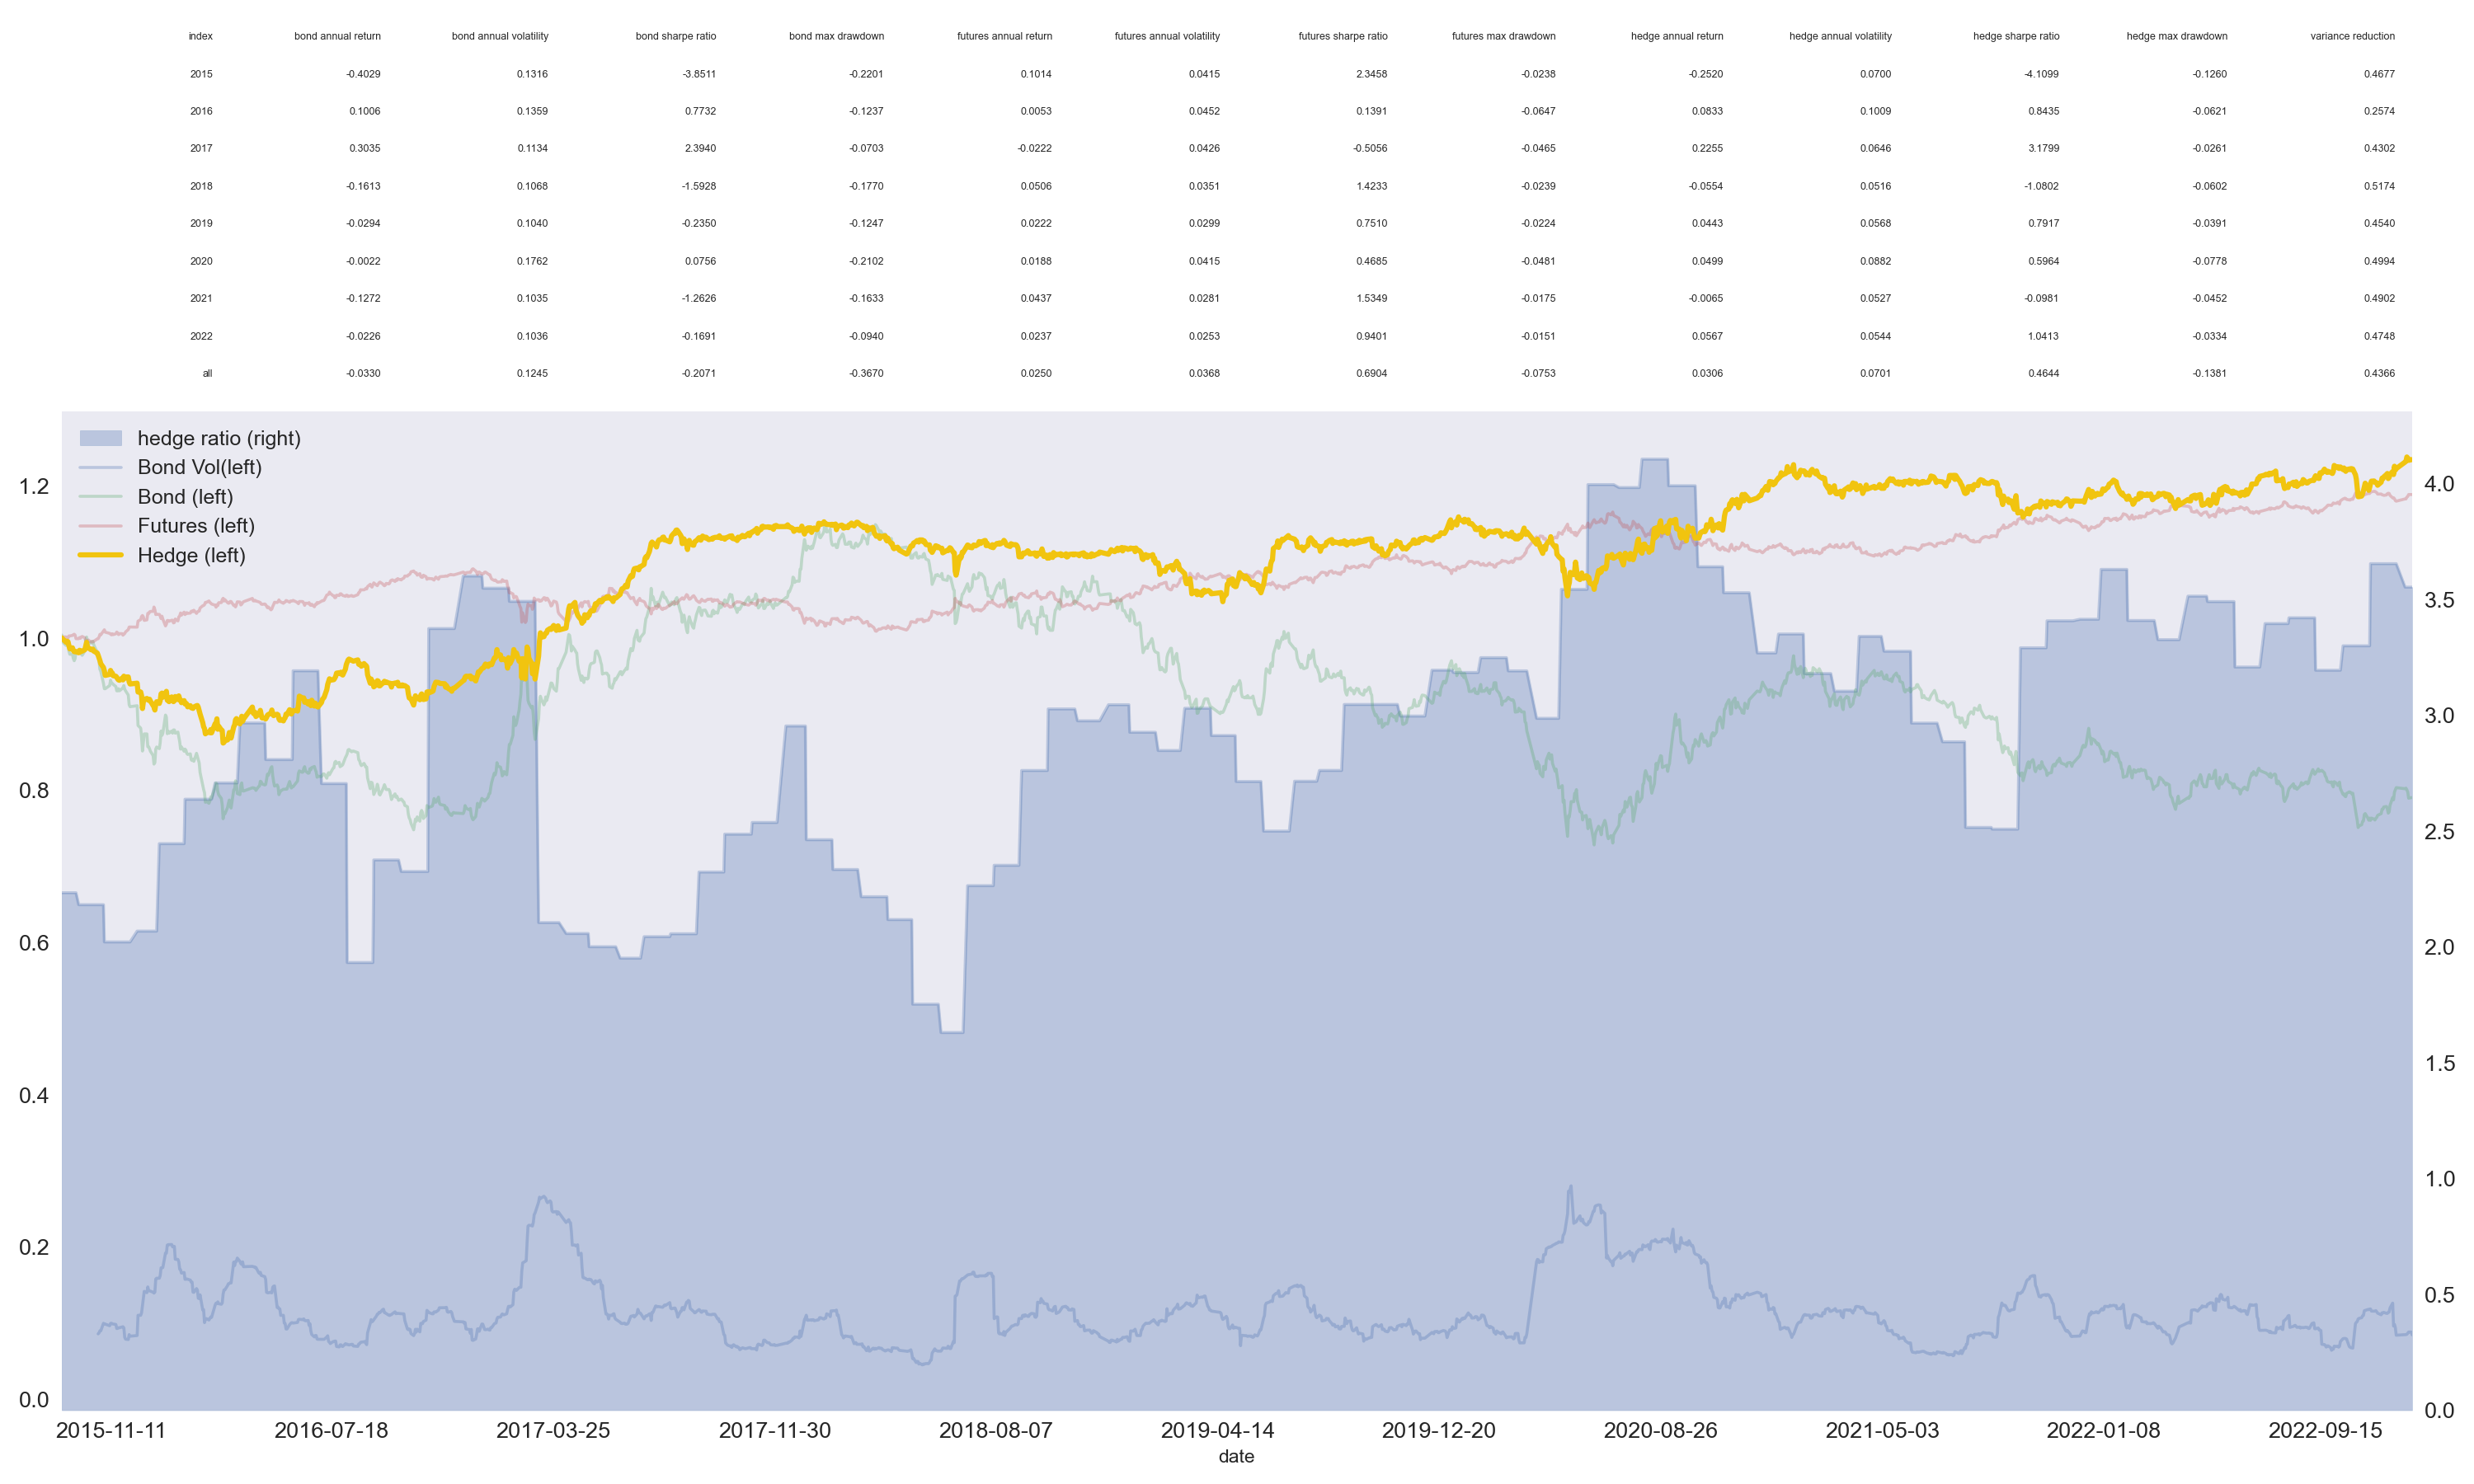 index bond annual return bond annual volatility bond sharpe ratio bond max drawdown futures annual return futures annual volatility futures sharpe ratio futures max drawdown hedge annual return hedge annual volatility hedge sharpe ratio hedge max drawdown variance reduction
2015 -0.4029 0.1316 -3.8511 -0.2201 0.1014 0.0415 2.3458 -0.0238 -0.2520 0.0700 -4.1099 -0.1260 0.4677
2016 0.1006 0.1359 0.7732 -0.1237 0.0053 0.0452 0.1391 -0.0647 0.0833 0.1009 0.8435 -0.0621 0.2574
2017 0.3035 0.1134 2.3940 -0.0703 -0.0222 0.0426 -0.5056 -0.0465 0.2255 0.0646 3.1799 -0.0261 0.4302
2018 -0.1613 0.1068 -1.5928 -0.1770 0.0506 0.0351 1.4233 -0.0239 -0.0554 0.0516 -1.0802 -0.0602 0.5174
2019 -0.0294 0.1040 -0.2350 -0.1247 0.0222 0.0299 0.7510 -0.0224 0.0443 0.0568 0.7917 -0.0391 0.4540
2020 -0.0022 0.1762 0.0756 -0.2102 0.0188 0.0415 0.4685 -0.0481 0.0499 0.0882 0.5964 -0.0778 0.4994
2021 -0.1272 0.1035 -1.2626 -0.1633 0.0437 0.0281 1.5349 -0.0175 -0.0065 0.0527 -0.0981 -0.0452 0.4902
2022 -0.0226 0.1036 -0.1691 -0.0940 0.0237 0.0253 0.9401 -0.0151 0.0567 0.0544 1.0413 -0.0334 0.4748
all -0.0330 0.1245 -0.2071 -0.3670 0.0250 0.0368 0.6904 -0.0753 0.0306 0.0701 0.4644 -0.1381 0.4366
hedge ratio (right)
Bond Vol(left)
Bond (left)
Futures (left)
Hedge (left)
1.2
1.0
0.8
0.6
0.4
0.2
0.0
4.0
3.5
3.0
2.5
2.0
1.5
1.0
0.5
0.0
2015-11-11 2016-07-18 2017-03-25 2017-11-30 2018-08-07 2019-04-14 2019-12-20 2020-08-26 2021-05-03 2022-01-08 2022-09-15
date